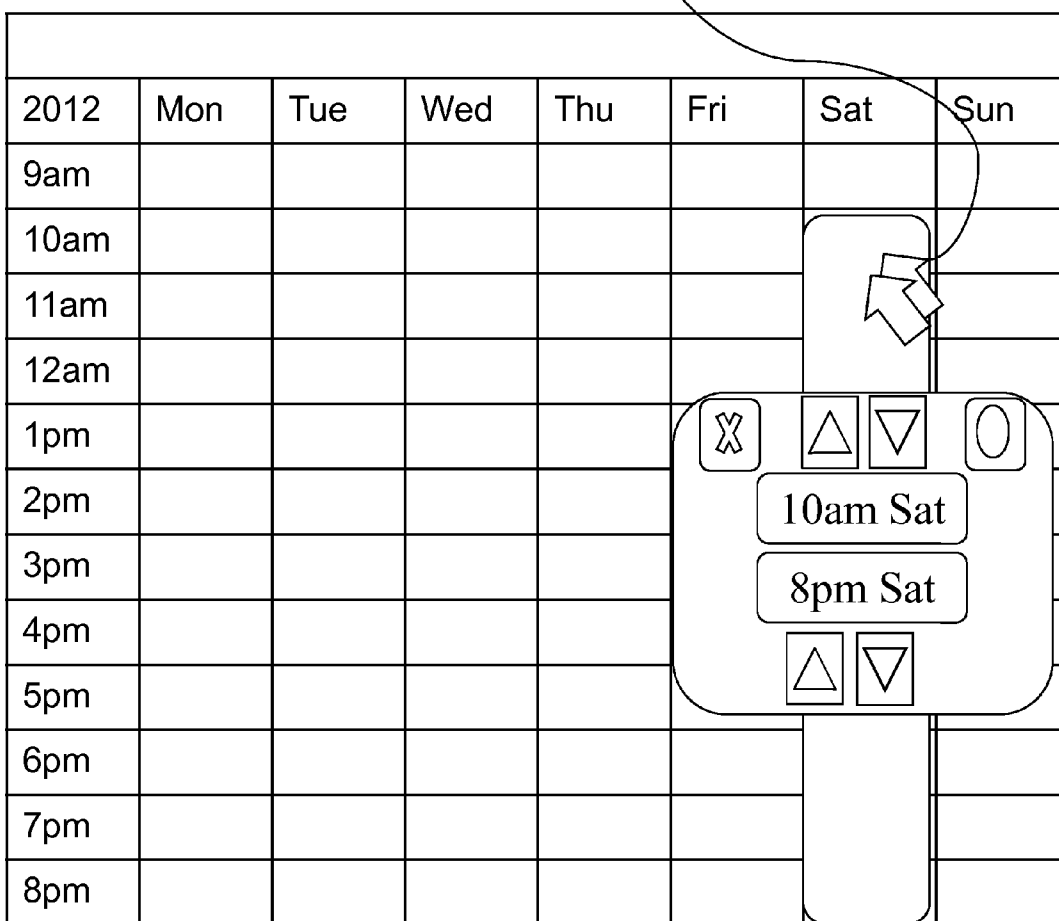 2012 Mon Tue Wed Thu Fri Sat Sun
9am
10am
11am
12am
1pm
X
2pm
10am Sat
3pm
8pm Sat
4pm
5pm
6pm
7pm
8pm